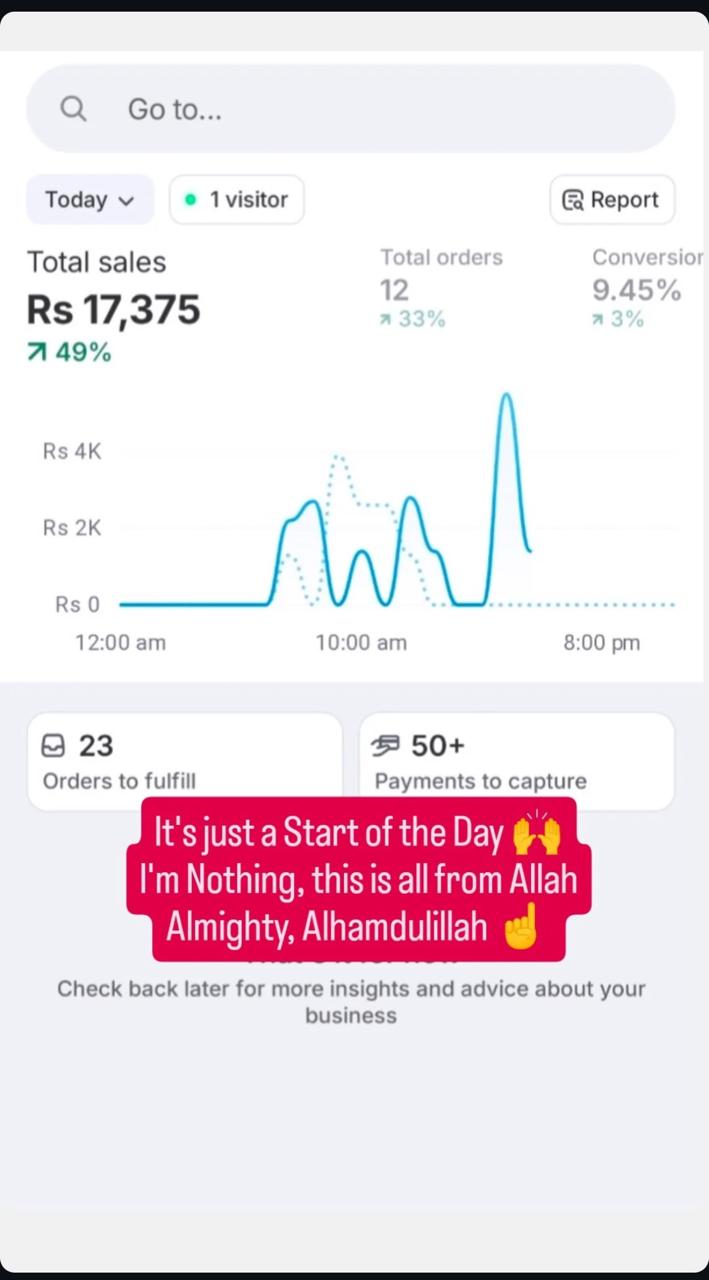 Go to...
Today
1 visitor
Report
Total sales
Total orders
Conversior
Rs 17,375
12
9.45%
49%
33%
3%
Rs 4K
Rs 2K
Rs 0
12:00 am
10:00 am
8:00 pm
23
Orders to fulfill
50+
Payments to capture
It's just a Start of the Day 🙌
I'm Nothing, this is all from Allah
Almighty, Alhamdulillah ☝️
Check back later for more insights and advice about your
business